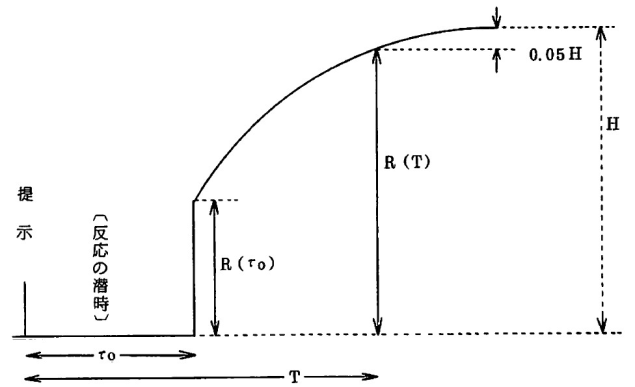 0.05H
H
R(T)
提示
〔反応の潜時〕
R(τ₀)
τ₀
T